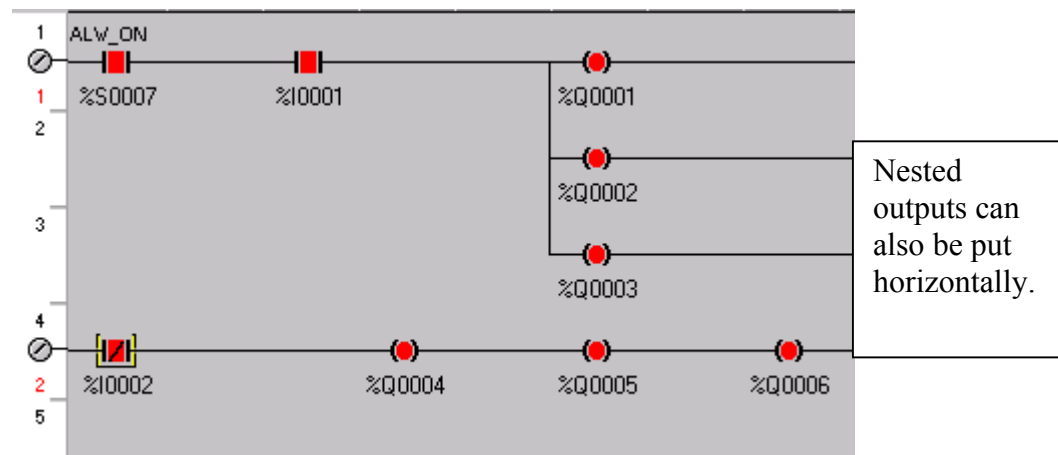 1 ALW_ON
1 %S0007 %I0001 %Q0001
2
%Q0002
3
%Q0003
4
2 %I0002 %Q0004 %Q0005 %Q0006
5
Nested
outputs can
also be put
horizontally.